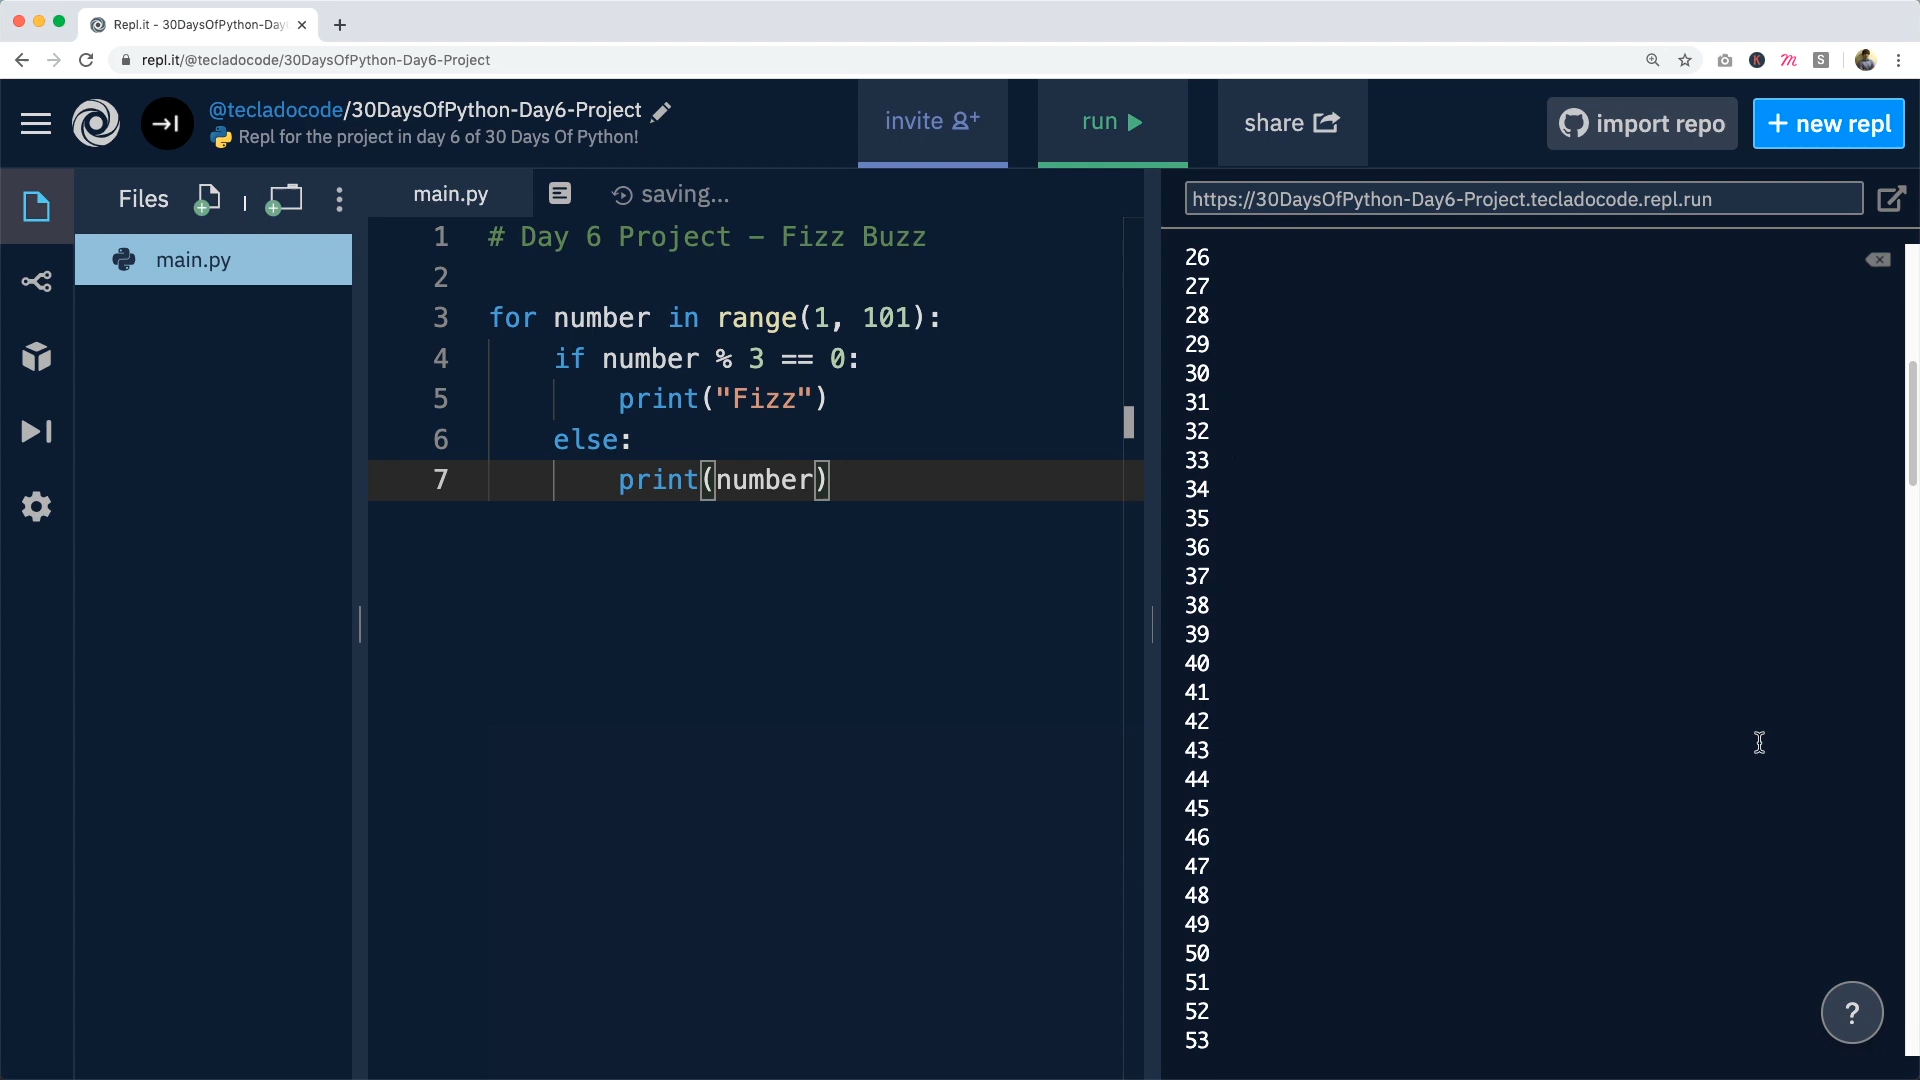 Repl.it - 30DaysOfPython-Day
repl.it/@tecladocode/30DaysOfPython-Day6-Project
K m S
@tecladocode/30DaysOfPython-Day6-Project
Repl for the project in day 6 of 30 Days Of Python!
invite
run
share
import repo
+ new repl
Files
main.py
main.py
saving...
https://30DaysOfPython-Day6-Project.tecladocode.repl.run
1 # Day 6 Project – Fizz Buzz
2
3 for number in range(1, 101):
4     if number % 3 == 0:
5         print("Fizz")
6     else:
7         print(number)
26
27
28
29
30
31
32
33
34
35
36
37
38
39
40
41
42
43
44
45
46
47
48
49
50
51
52
53
?